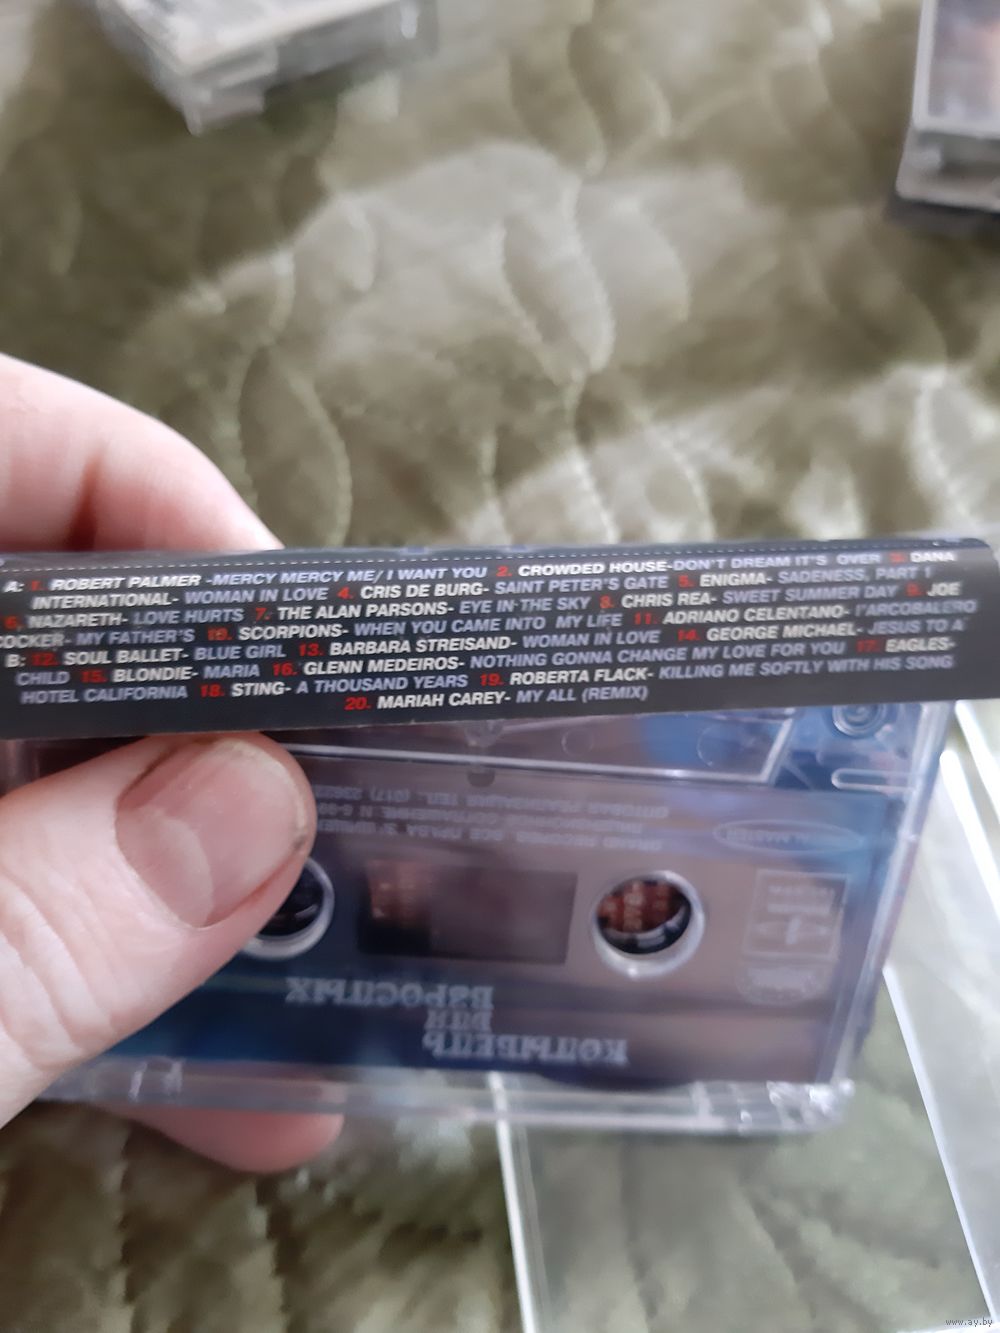 A: 1. ROBERT PALMER -MERCY MERCY ME/ I WANT YOU 2. CROWDED HOUSE-DON'T DREAM IT'S OVER 3. DANA
INTERNATIONAL- WOMAN IN LOVE 4. CRIS DE BURG- SAINT PETER'S GATE 5. ENIGMA- SADENESS, PART I
6. NAZARETH- LOVE HURTS 7. THE ALAN PARSONS- EYE IN THE SKY 8. CHRIS REA- SWEET SUMMER DAY 9. JOE
COCKER- MY FATHER'S 10. SCORPIONS- WHEN YOU CAME INTO MY LIFE 11. ADRIANO CELENTANO- I'ARCOBALENO
B: 12. SOUL BALLET- BLUE GIRL 13. BARBARA STREISAND- WOMAN IN LOVE 14. GEORGE MICHAEL- JESUS TO A
CHILD 15. BLONDIE- MARIA 16. GLENN MEDEIROS- NOTHING GONNA CHANGE MY LOVE FOR YOU 17. EAGLES-
HOTEL CALIFORNIA 18. STING- A THOUSAND YEARS 19. ROBERTA FLACK- KILLING ME SOFTLY WITH HIS SONG
20. MARIAH CAREY- MY ALL (REMIX)
КОЛЫБЕЛЬ
ДЛЯ
ВЗРОСЛЫХ
www.ay.by